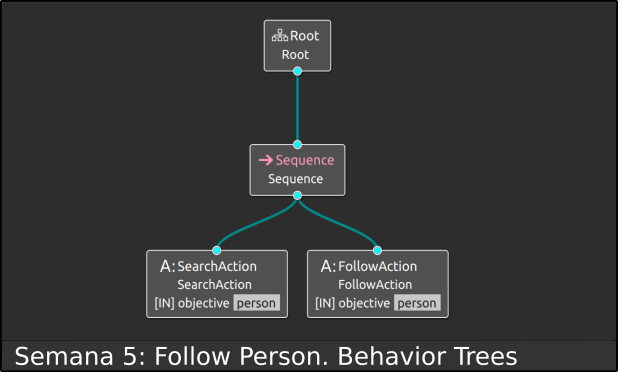 Root
Root
Sequence
Sequence
A: SearchAction
SearchAction
[IN] objective person
A: FollowAction
FollowAction
[IN] objective person
Semana 5: Follow Person. Behavior Trees